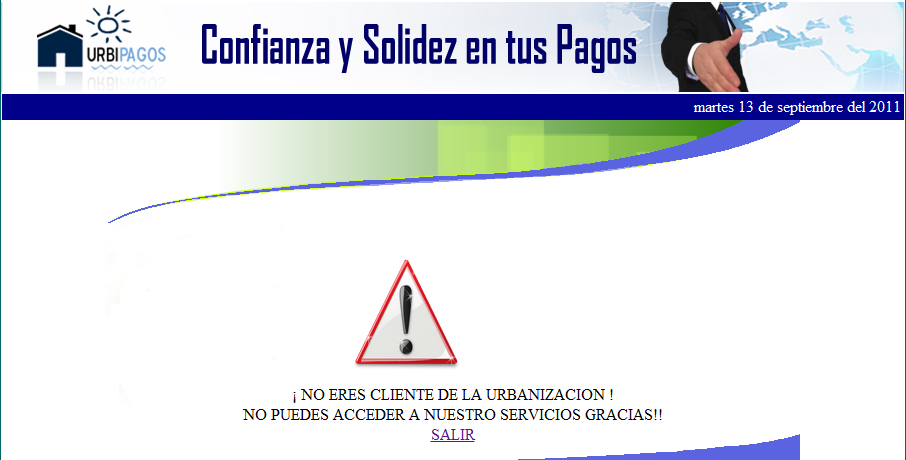 URBIPAGOS
Confianza y Solidez en tus Pagos
martes 13 de septiembre del 2011
¡ NO ERES CLIENTE DE LA URBANIZACION !
NO PUEDES ACCEDER A NUESTRO SERVICIOS GRACIAS!!
SALIR